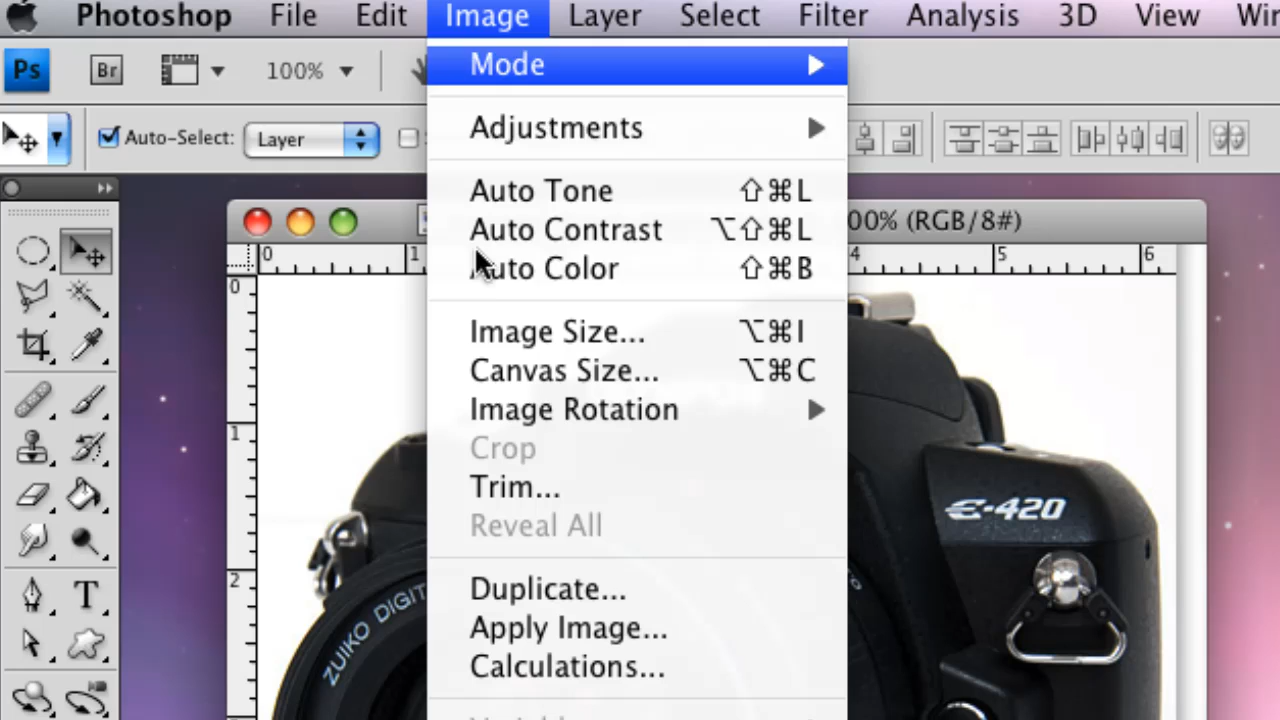 Photoshop File Edit Image Layer Select Filter Analysis 3D View
Ps Br 100%
Mode
Auto-Select: Layer
Adjustments
Auto Tone ⇧⌘L
Auto Contrast ⌥⇧⌘L
Auto Color ⇧⌘B
00% (RGB/8#)
0 1 4 5 6
0
Image Size... ⌥⌘I
Canvas Size... ⌥⌘C
Image Rotation
1
Crop
Trim...
E-420
Reveal All
2
Duplicate...
T
ZUIKO DIGIT
Apply Image...
Calculations...